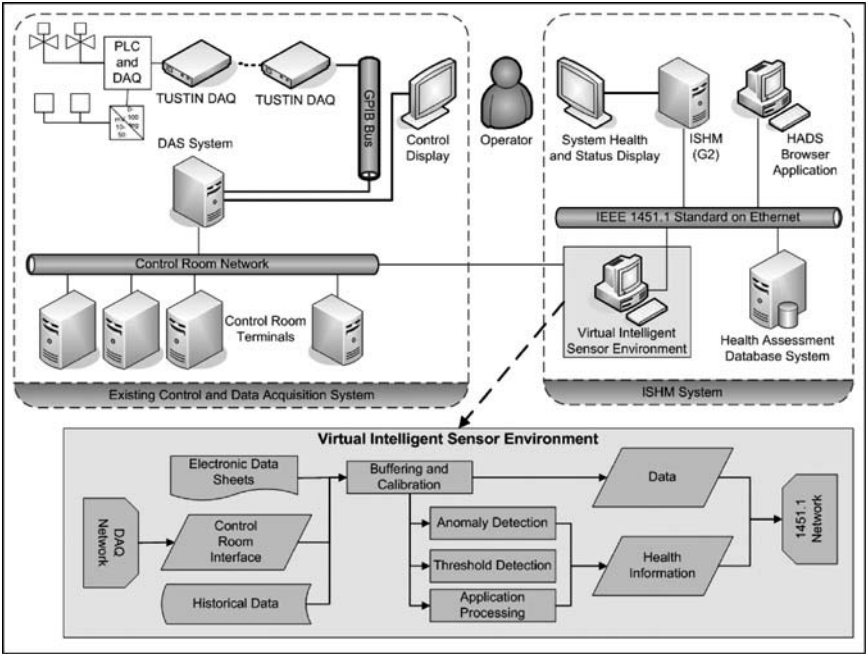 PLC
and
DAQ
TUSTIN DAQ
TUSTIN DAQ
GPIB Bus
DAS System
Control
Display
Operator
System Health
and Status Display
ISHM
(G2)
HADS
Browser
Application
IEEE 1451.1 Standard on Ethernet
Control Room Network
Control Room
Terminals
Virtual Intelligent
Sensor Environment
Health Assessment
Database System
Existing Control and Data Acquisition System
ISHM System
Virtual Intelligent Sensor Environment
Electronic Data
Sheets
Buffering and
Calibration
Data
DAQ
Network
Control
Room
Interface
Anomaly Detection
Threshold Detection
Health
Information
1451.1
Network
Historical Data
Application
Processing